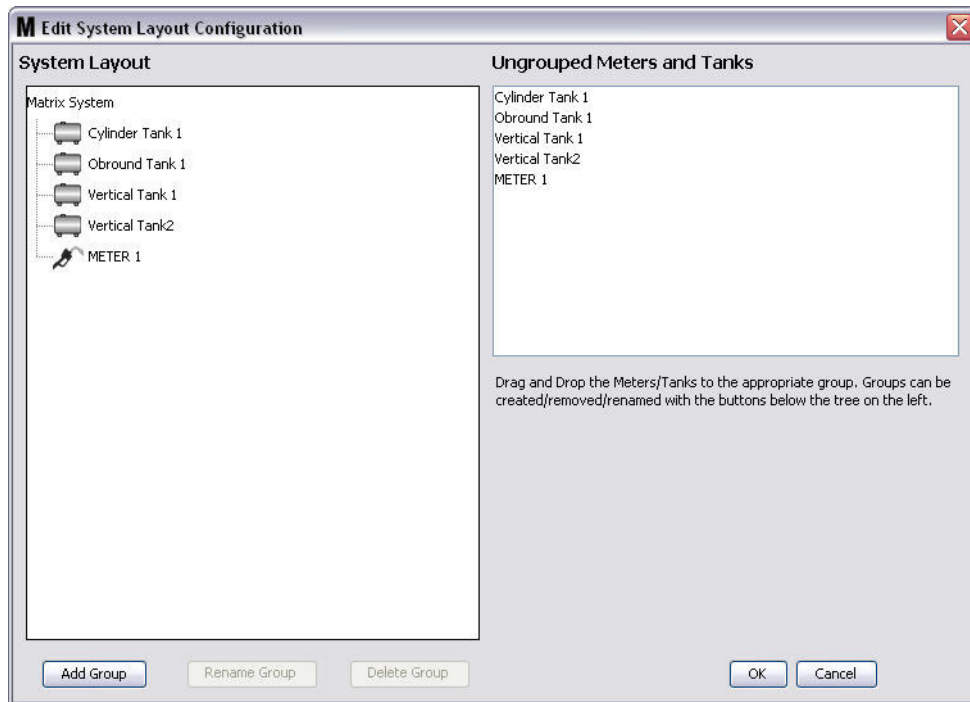 M Edit System Layout Configuration
System Layout
Matrix System
Cylinder Tank 1
Obround Tank 1
Vertical Tank 1
Vertical Tank2
METER 1
Ungrouped Meters and Tanks
Cylinder Tank 1
Obround Tank 1
Vertical Tank 1
Vertical Tank2
METER 1
Drag and Drop the Meters/Tanks to the appropriate group. Groups can be
created/removed/renamed with the buttons below the tree on the left.
Add Group
Rename Group
Delete Group
OK
Cancel